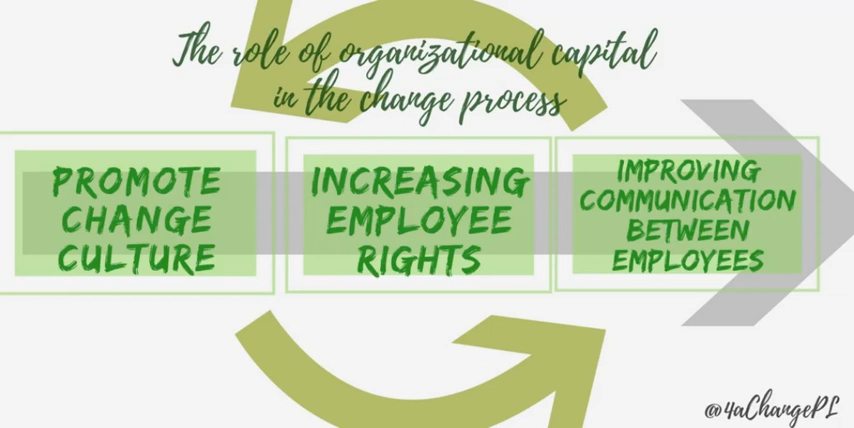 The role of organizational capital
in the change process
PROMOTE
CHANGE
CULTURE
INCREASING
EMPLOYEE
RIGHTS
IMPROVING
COMMUNICATION
BETWEEN
EMPLOYEES
@4aChangePL